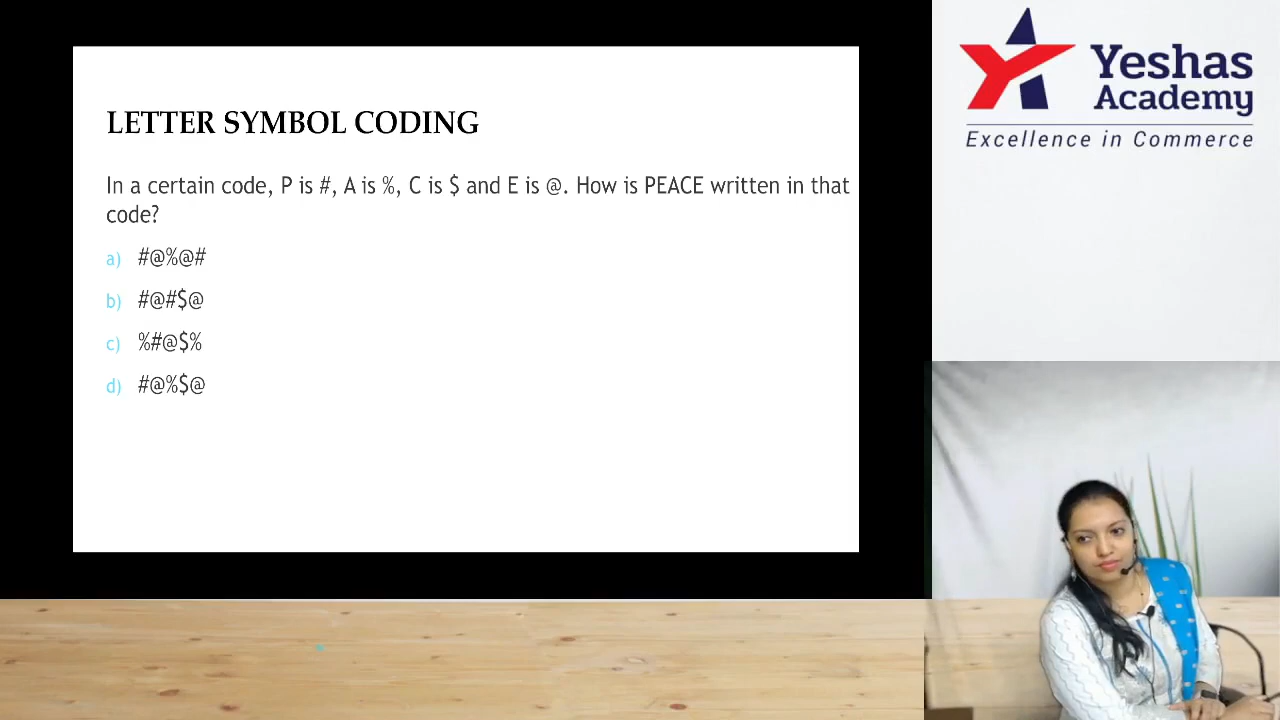 LETTER SYMBOL CODING
In a certain code, P is #, A is %, C is $ and E is @. How is PEACE written in that
code?
a) #@%@#
b) #@#$@
c) %#@$%
d) #@%$@
Yeshas
Academy
Excellence in Commerce